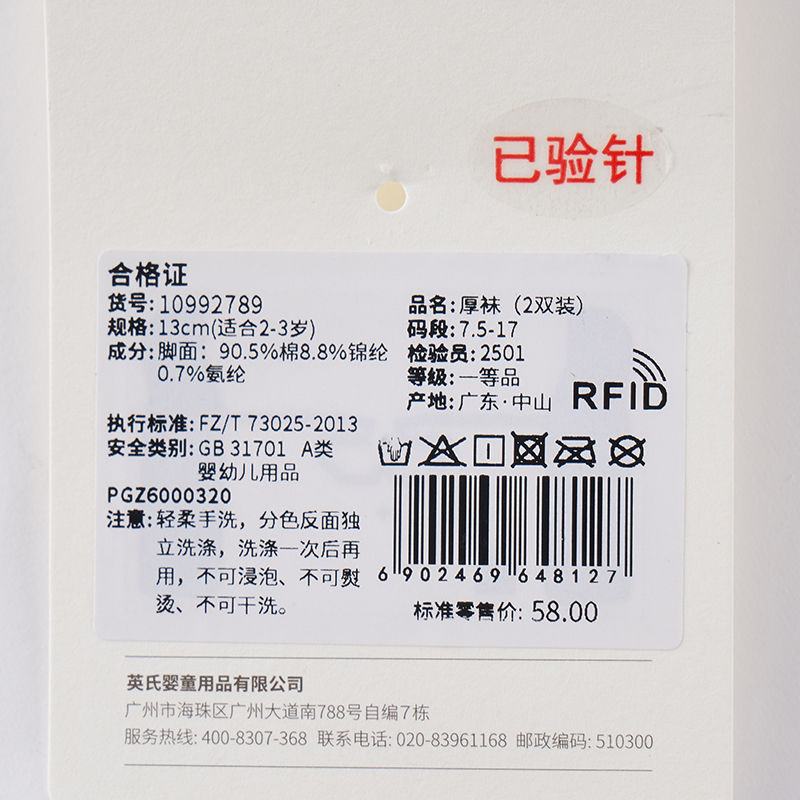 已验针
合格证
货号:10992789
品名:厚袜（2双装）
规格:13cm(适合2-3岁)
码段:7.5-17
成分:脚面：90.5%棉8.8%锦纶
0.7%氨纶
检验员:2501
等级:一等品
产地:广东·中山
RFID
执行标准:FZ/T 73025-2013
安全类别:GB 31701 A类
婴幼儿用品
PGZ6000320
注意:轻柔手洗，分色反面独
立洗涤，洗涤一次后再
用，不可浸泡、不可熨
烫、不可干洗。
6 902469 648127
标准零售价:58.00
英氏婴童用品有限公司
广州市海珠区广州大道南788号自编7栋
服务热线: 400-8307-368 联系电话: 020-83961168 邮政编码: 510300